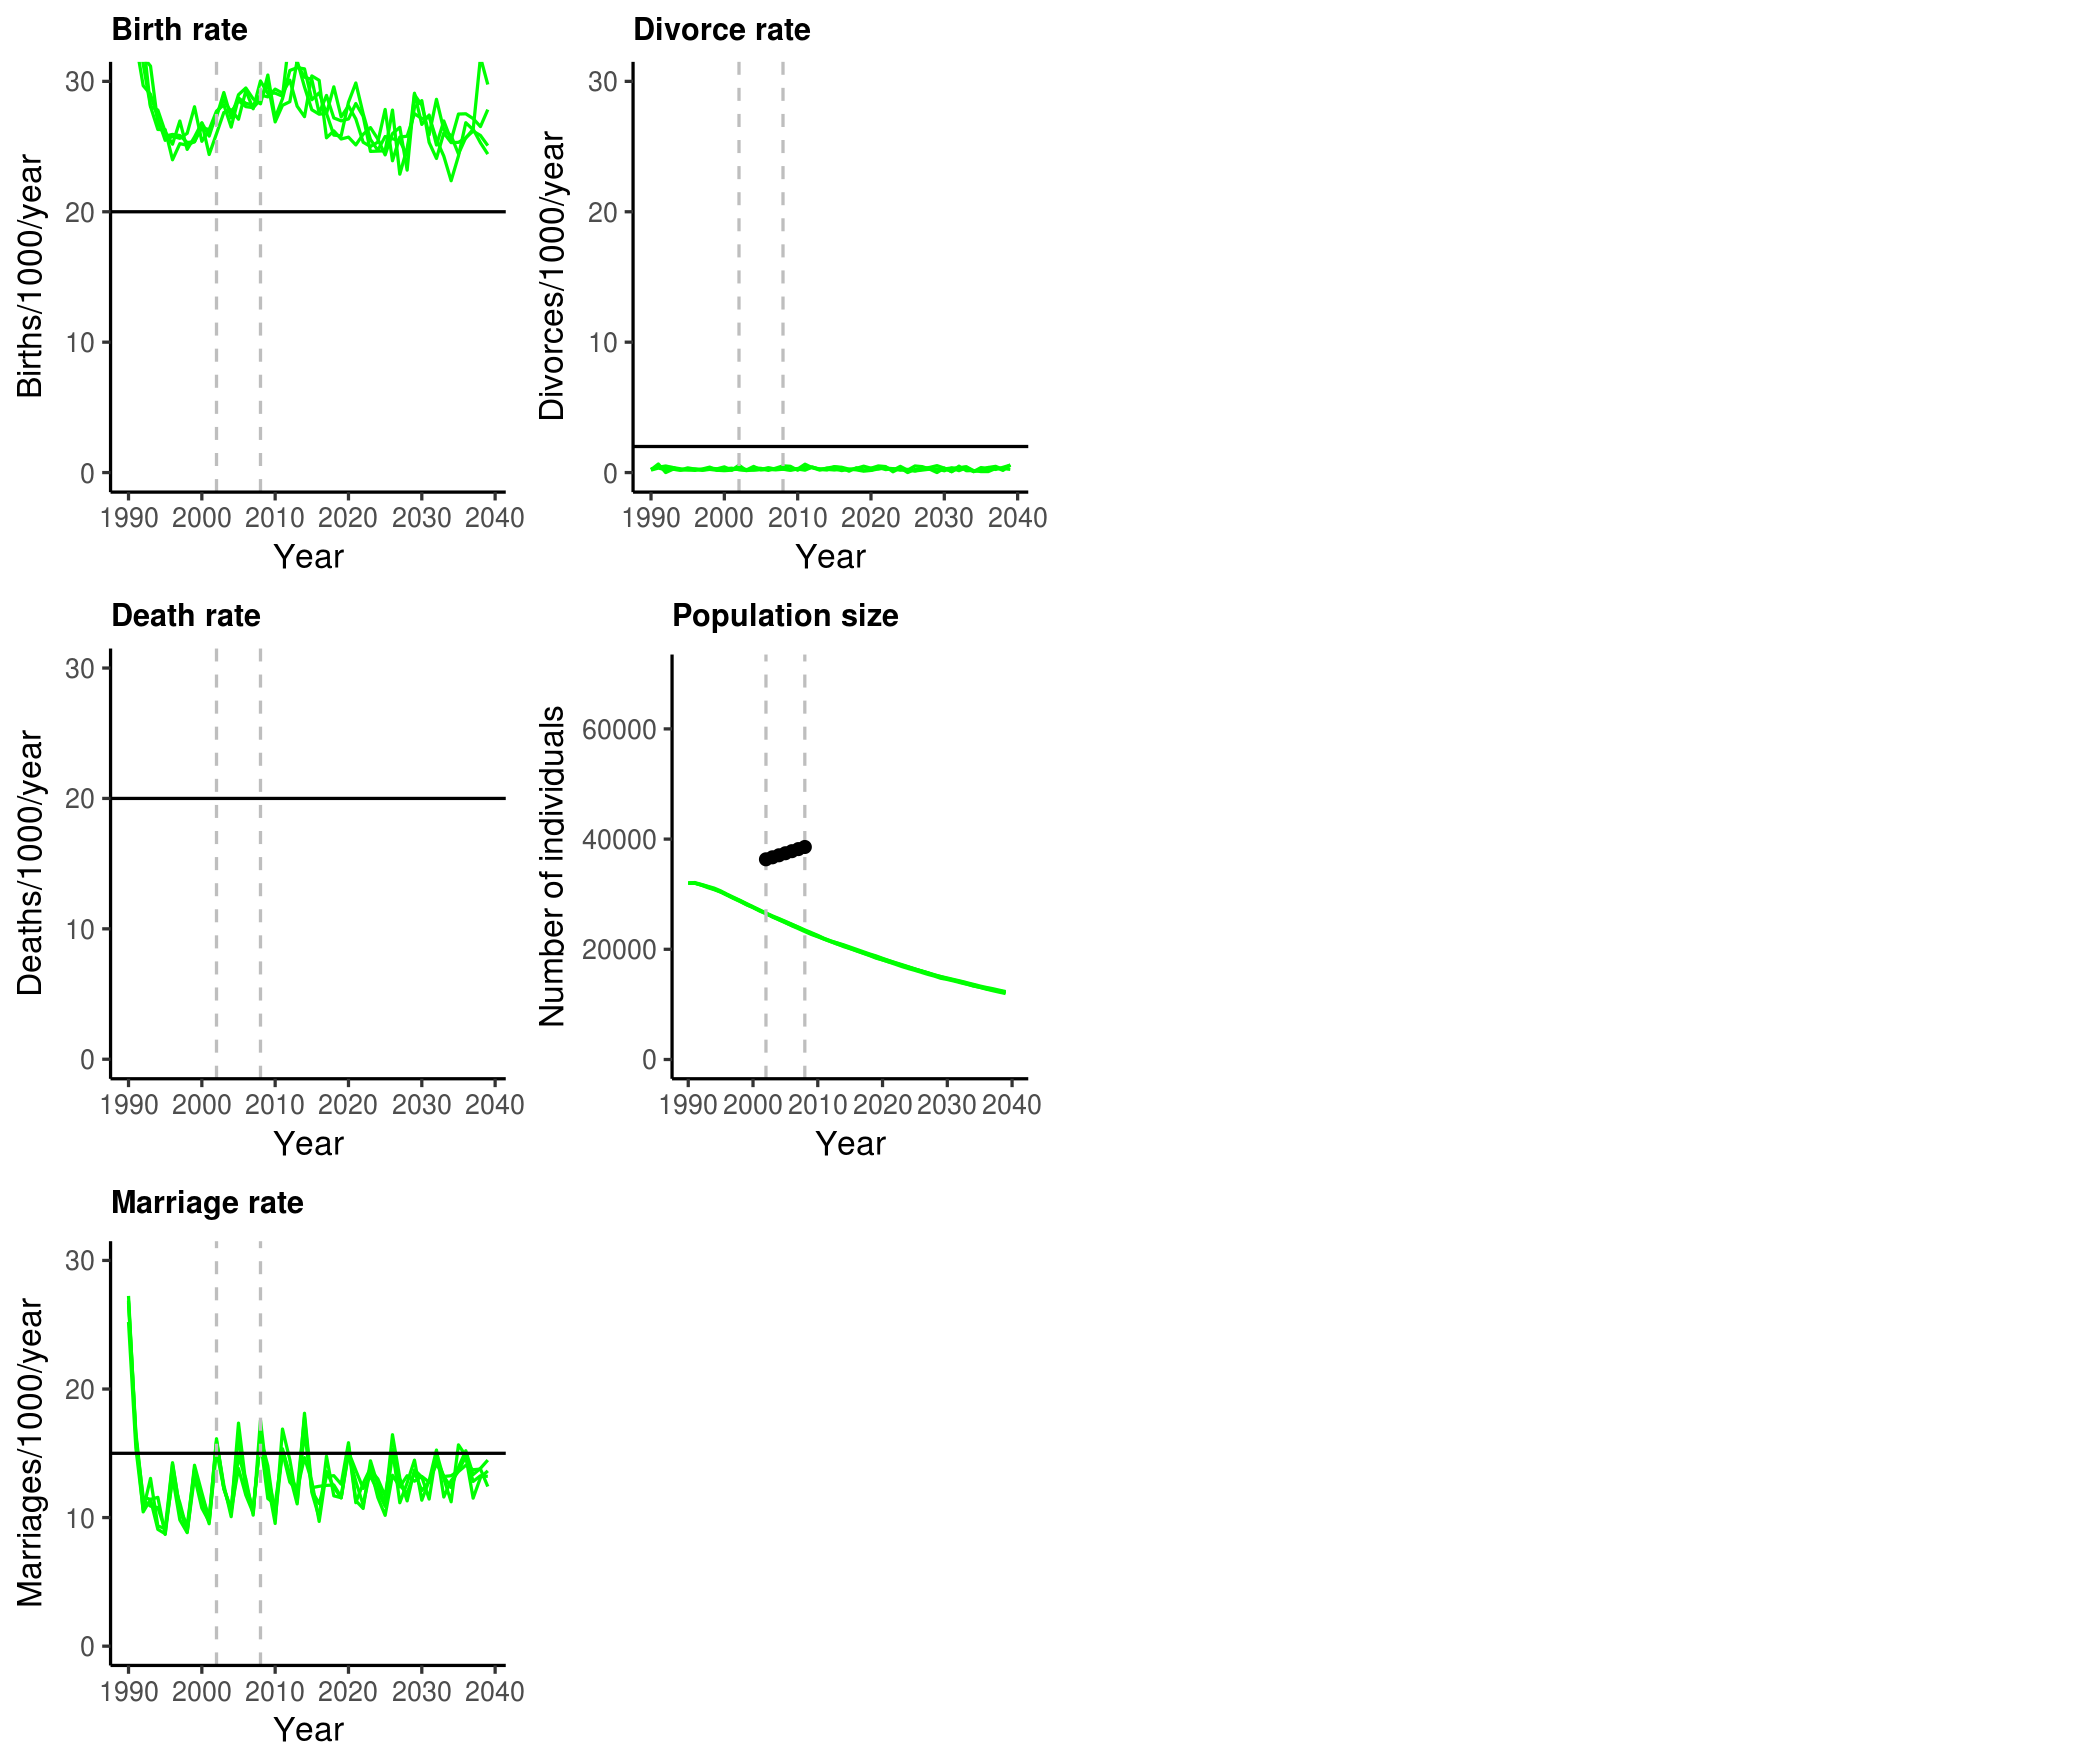 Birth rate
Births/1000/year
30
20
10
0
1990 2000 2010 2020 2030 2040
Year
Divorce rate
Divorces/1000/year
30
20
10
0
1990 2000 2010 2020 2030 2040
Year
Death rate
Deaths/1000/year
30
20
10
0
1990 2000 2010 2020 2030 2040
Year
Population size
Number of individuals
60000
40000
20000
0
1990 2000 2010 2020 2030 2040
Year
Marriage rate
Marriages/1000/year
30
20
10
0
1990 2000 2010 2020 2030 2040
Year